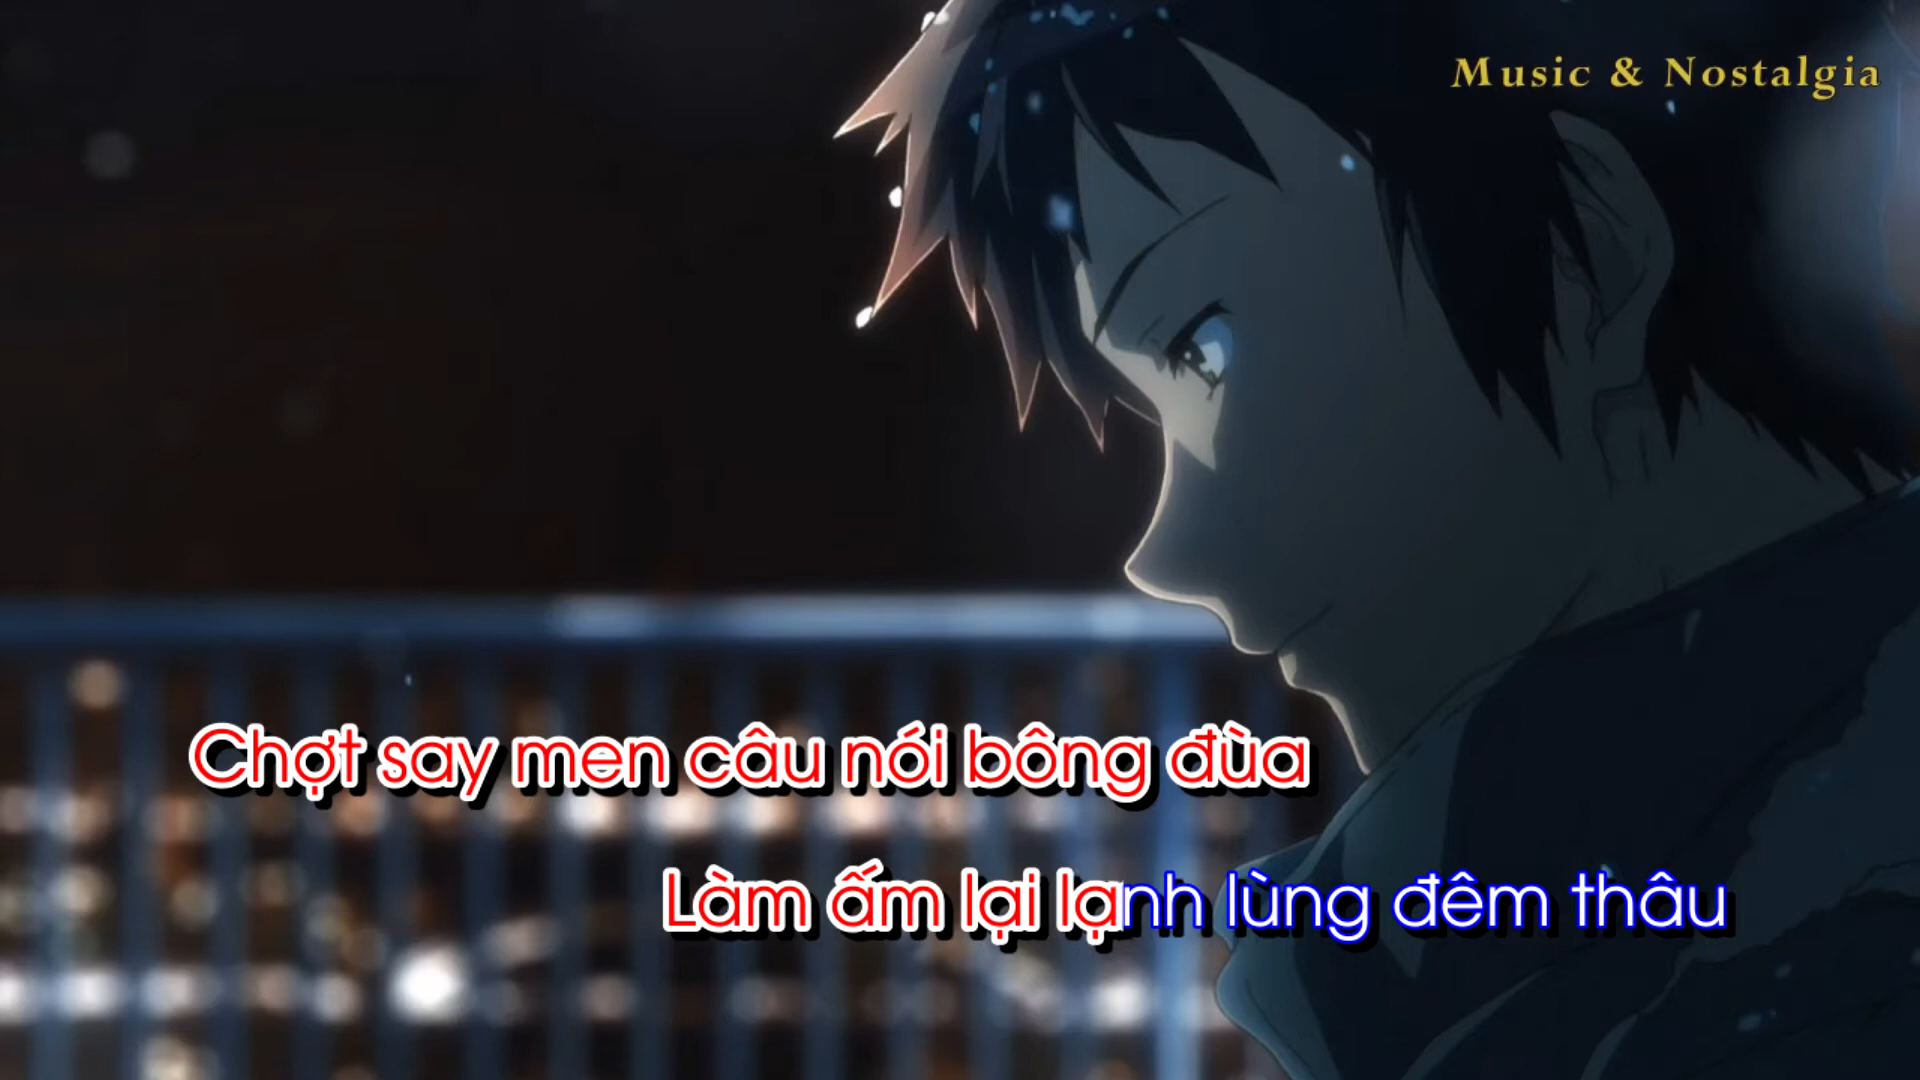 Music & Nostalgia
Chợt say men câu nói bông đùa
Làm ấm lại lạnh lùng đêm thâu